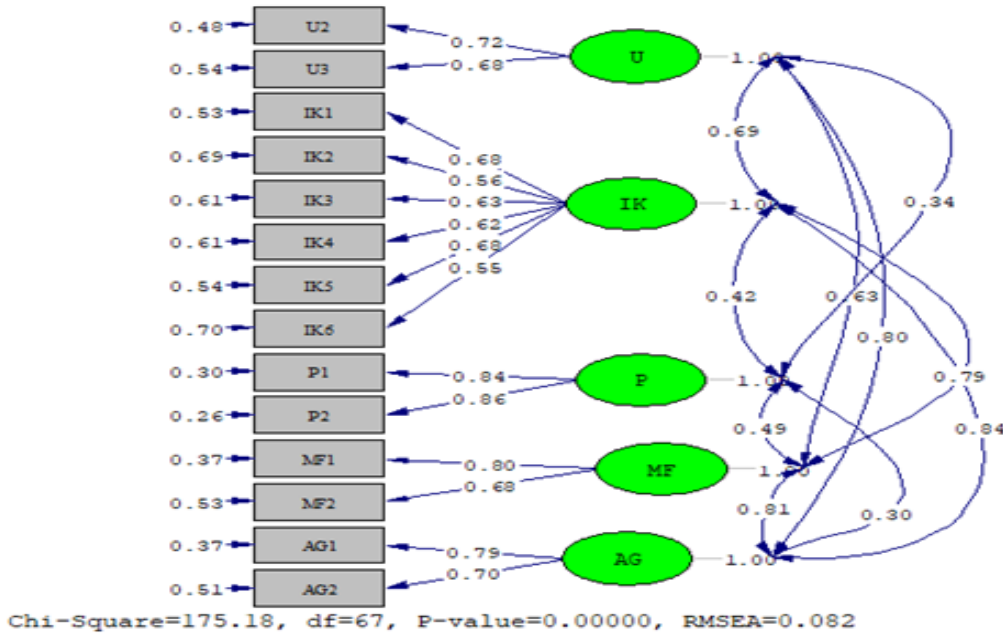 0.48 U2
0.72 U 1.00
0.54 U3 0.68
0.53 IK1
0.69
0.69 IK2 0.68
0.56
0.61 IK3 0.63 IK 1.00 0.34
0.62
0.61 IK4
0.68
0.54 IK5 0.55
0.42 0.63
0.70 IK6 0.80
0.30 P1
0.84 P 1.00 0.79
0.26 P2 0.86
0.49 0.84
0.37 MF1
0.80 MF 1.00
0.53 MF2 0.68
0.81 0.30
0.37 AG1
0.79 AG 1.00
0.51 AG2 0.70
Chi-Square=175.18, df=67, P-value=0.00000, RMSEA=0.082